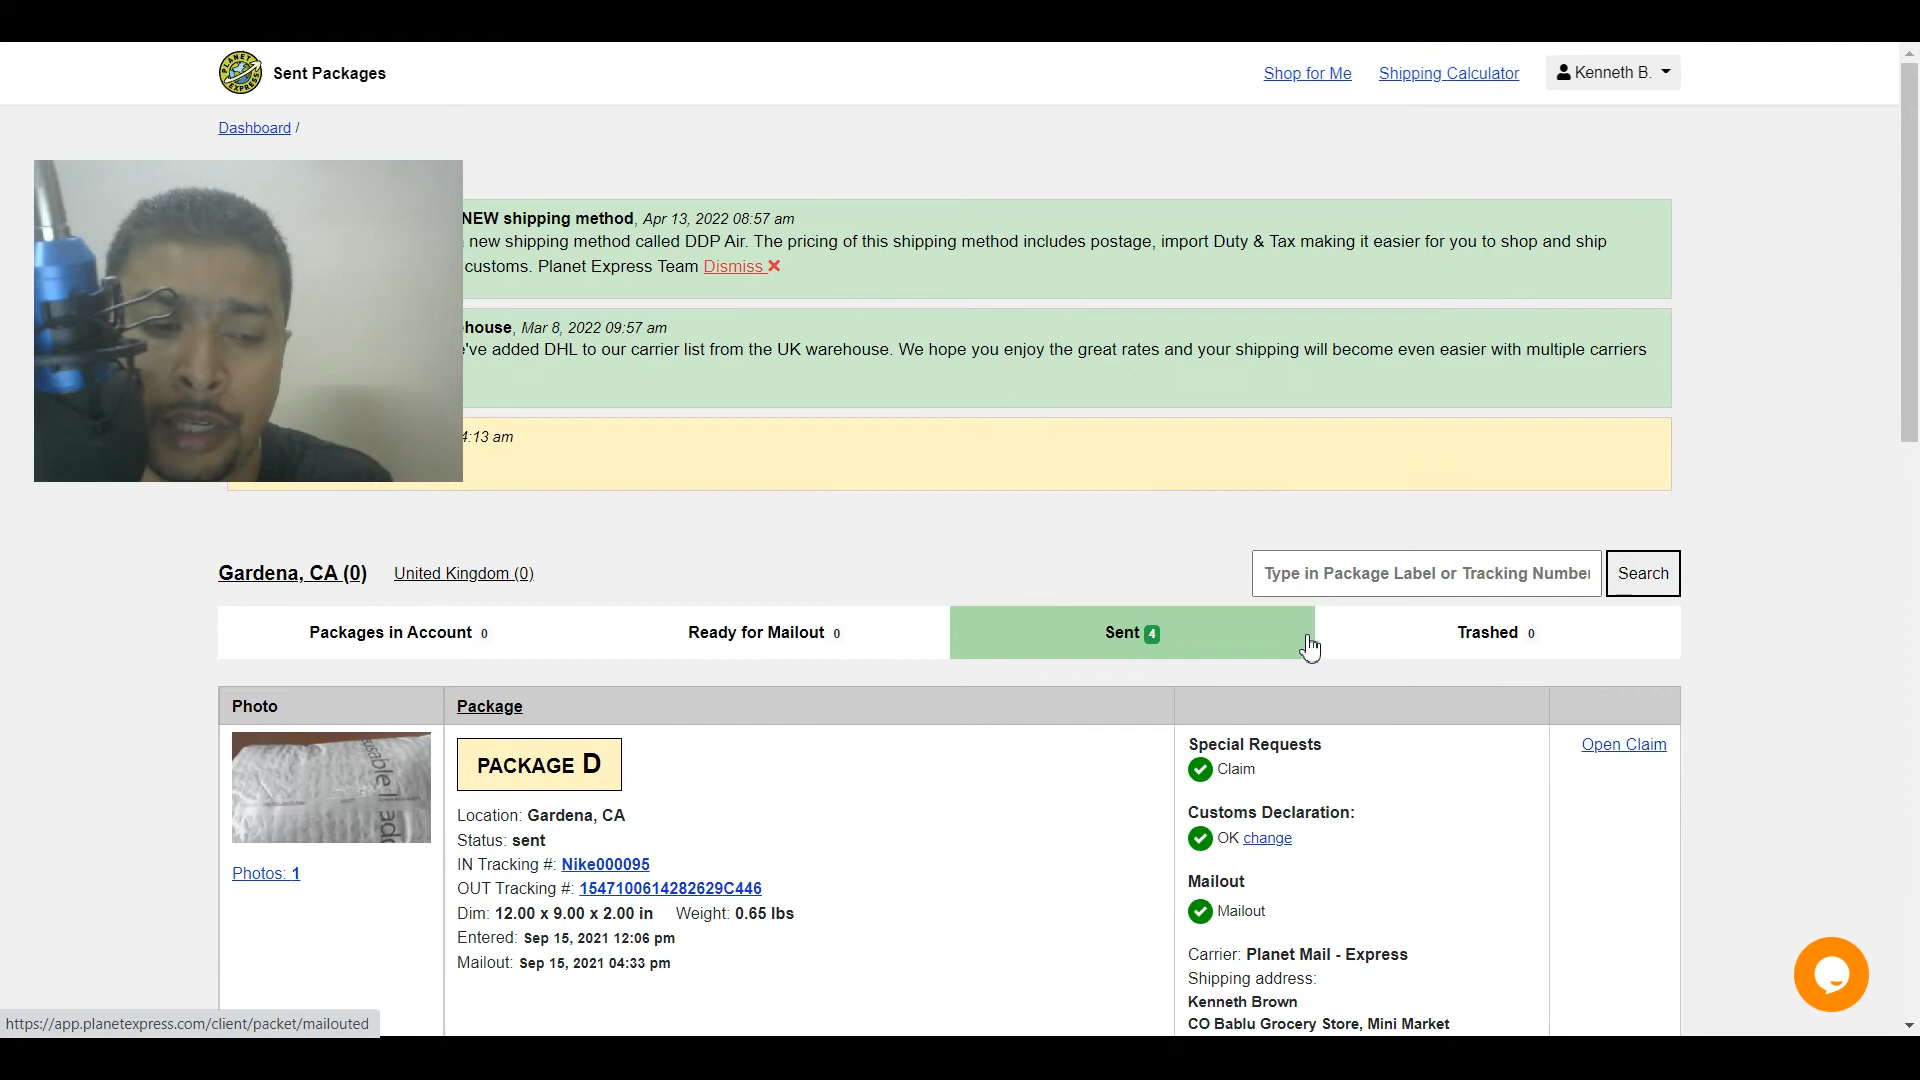 PLANET EXPRESS
Sent Packages
Shop for Me
Shipping Calculator
Kenneth B.
Dashboard /
NEW shipping method, Apr 13, 2022 08:57 am
new shipping method called DDP Air. The pricing of this shipping method includes postage, import Duty & Tax making it easier for you to shop and ship
customs. Planet Express Team Dismiss
house, Mar 8, 2022 09:57 am
've added DHL to our carrier list from the UK warehouse. We hope you enjoy the great rates and your shipping will become even easier with multiple carriers
4:13 am
Gardena, CA (0)
United Kingdom (0)
Type in Package Label or Tracking Number
Search
Packages in Account 0
Ready for Mailout 0
Sent 4
Trashed 0
Photo
Package
PACKAGE D
Location: Gardena, CA
Status: sent
IN Tracking #: Nike000095
OUT Tracking #: 1547100614282629C446
Dim: 12.00 x 9.00 x 2.00 in Weight: 0.65 lbs
Entered: Sep 15, 2021 12:06 pm
Mailout: Sep 15, 2021 04:33 pm
Photos: 1
Special Requests
Claim
Customs Declaration:
OK change
Mailout
Mailout
Carrier: Planet Mail - Express
Shipping address:
Kenneth Brown
CO Bablu Grocery Store, Mini Market
Open Claim
https://app.planetexpress.com/client/packet/mailouted